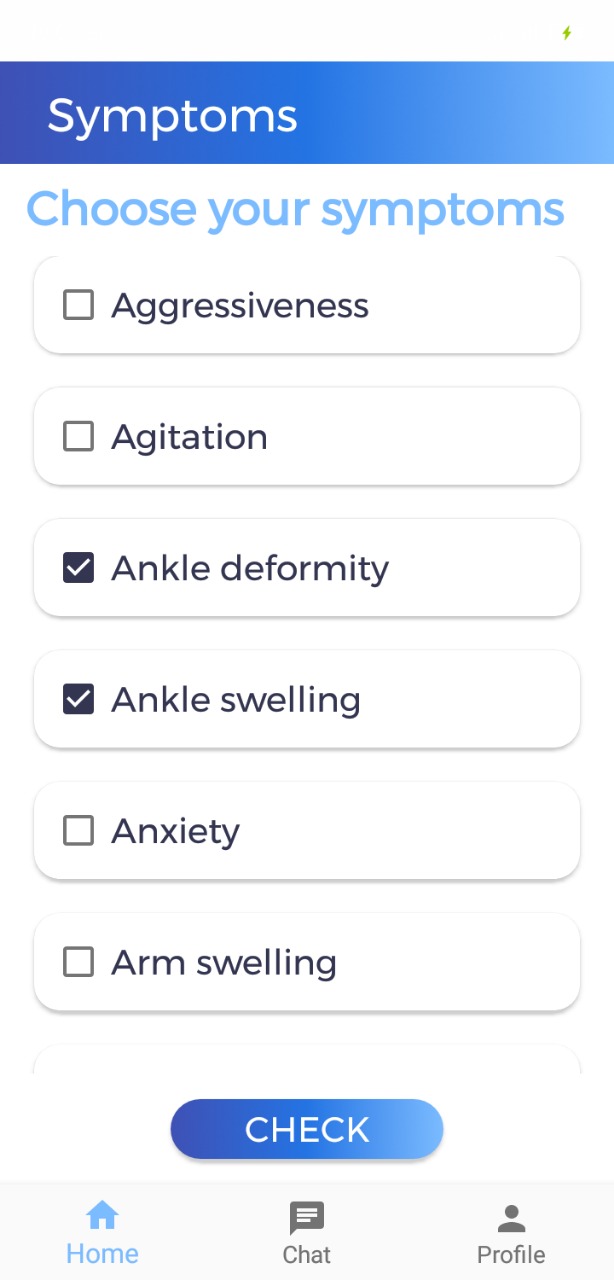 Symptoms
Choose your symptoms
Aggressiveness
Agitation
Ankle deformity
Ankle swelling
Anxiety
Arm swelling
CHECK
Home
Chat
Profile